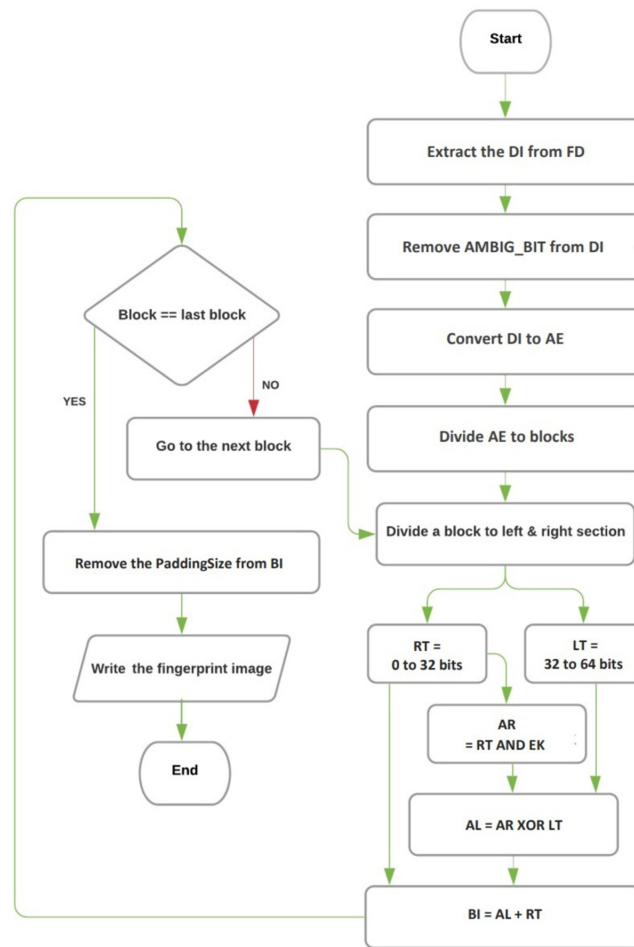 Start
Extract the DI from FD
Remove AMBIG_BIT from DI
Convert DI to AE
Divide AE to blocks
Divide a block to left & right section
RT =
0 to 32 bits
LT =
32 to 64 bits
AR
= RT AND EK
AL = AR XOR LT
BI = AL + RT
Block == last block
NO
YES
Go to the next block
Remove the PaddingSize from BI
Write the fingerprint image
End